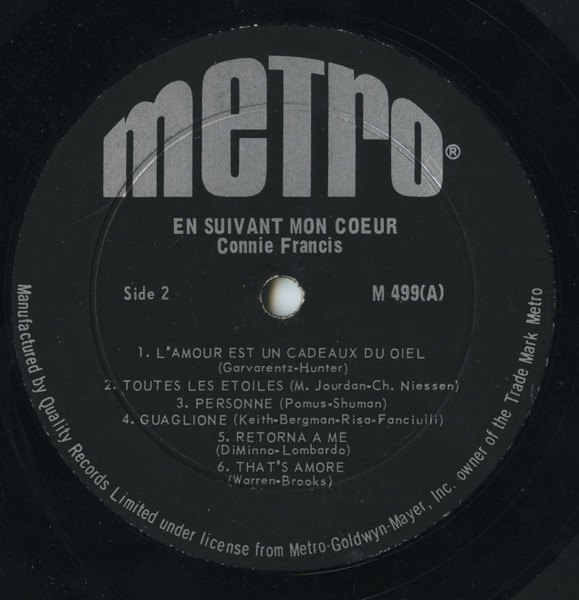 metro®
EN SUIVANT MON COEUR
Connie Francis
Side 2
M 499(A)
1. L'AMOUR EST UN CADEAUX DU OIEL
(Garvarentz-Hunter)
2. TOUTES LES ETOILES (M. Jourdan-Ch. Niessen)
3. PERSONNE (Pomus-Shuman)
4. GUAGLIONE (Keith-Bergman-Risa-Fanciulli)
5. RETORNA A ME
(DiMinno-Lombardo)
6. THAT'S AMORE
(Warren-Brooks)
Manufactured by Quality Records Limited under license from Metro-Goldwyn-Mayer, Inc. owner of the Trade Mark Metro